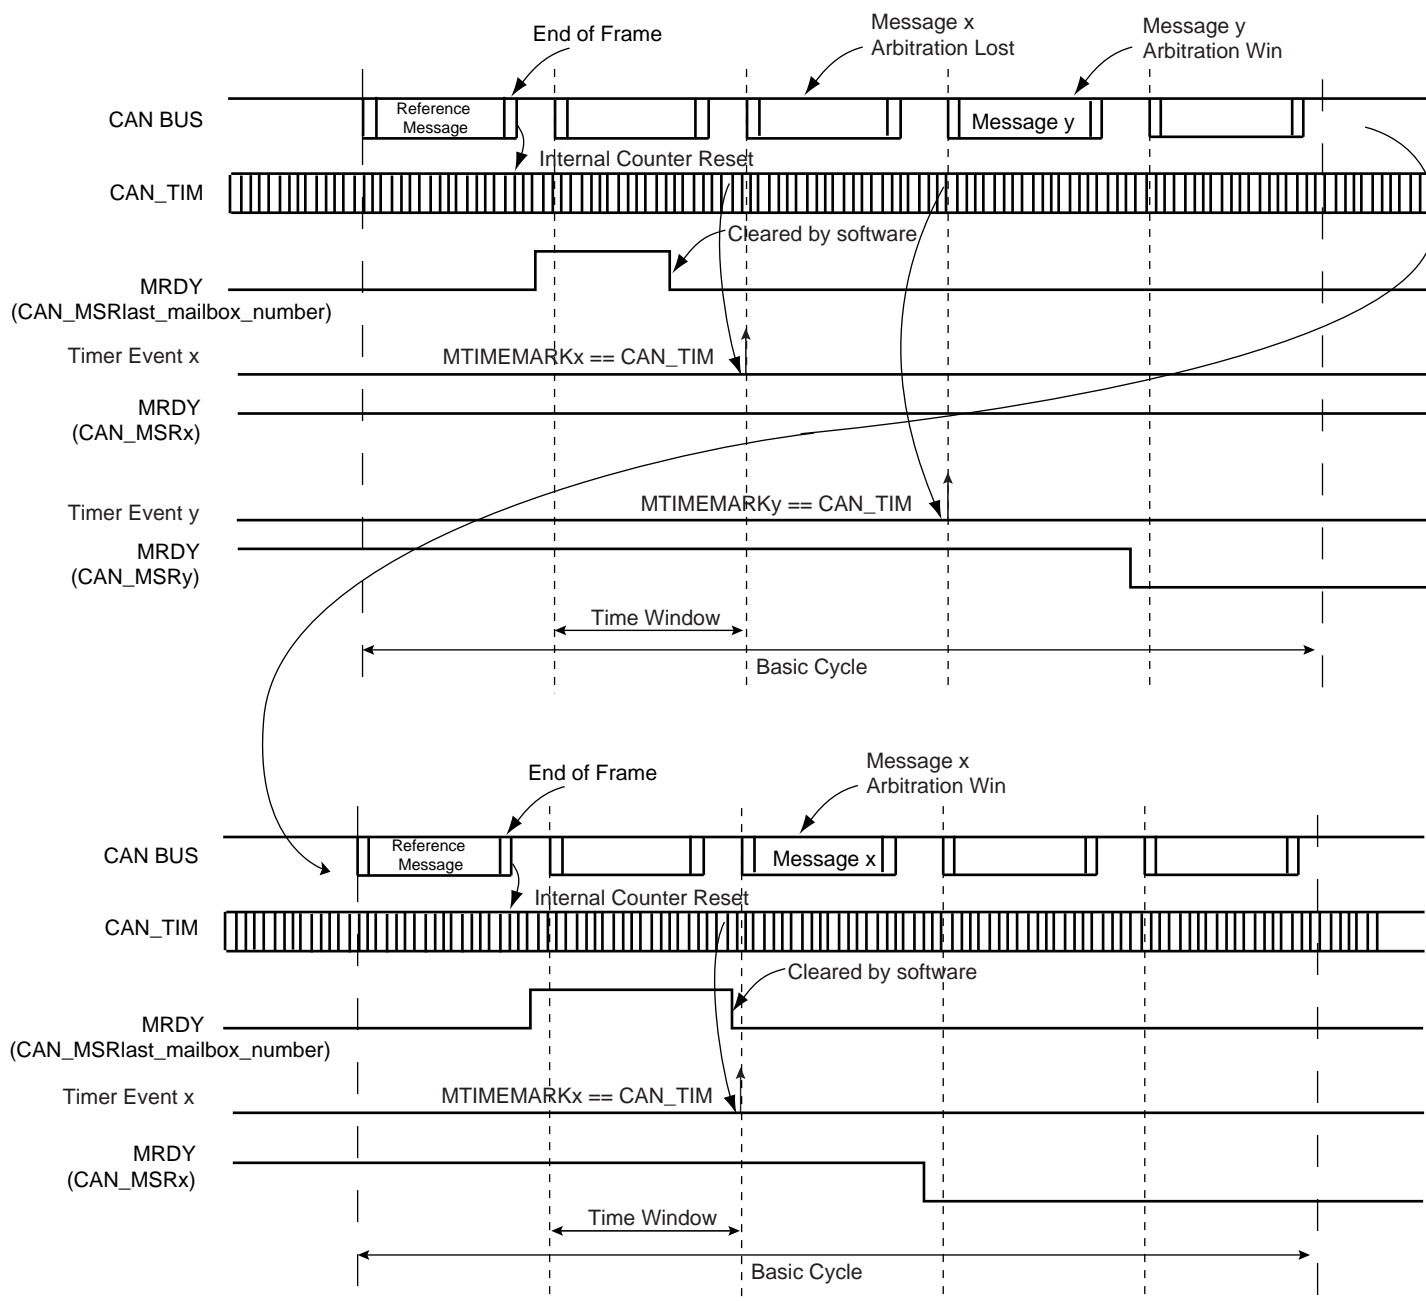 End of Frame
Message x
Arbitration Lost
Message y
Arbitration Win
CAN BUS
Reference
Message
Message y
Internal Counter Reset
CAN_TIM
Cleared by software
MRDY
(CAN_MSRlast_mailbox_number)
Timer Event x
MTIMEMARKx == CAN_TIM
MRDY
(CAN_MSRx)
MTIMEMARKy == CAN_TIM
Timer Event y
MRDY
(CAN_MSRy)
Time Window
Basic Cycle
End of Frame
Message x
Arbitration Win
CAN BUS
Reference
Message
Message x
Internal Counter Reset
CAN_TIM
Cleared by software
MRDY
(CAN_MSRlast_mailbox_number)
Timer Event x
MTIMEMARKx == CAN_TIM
MRDY
(CAN_MSRx)
Time Window
Basic Cycle